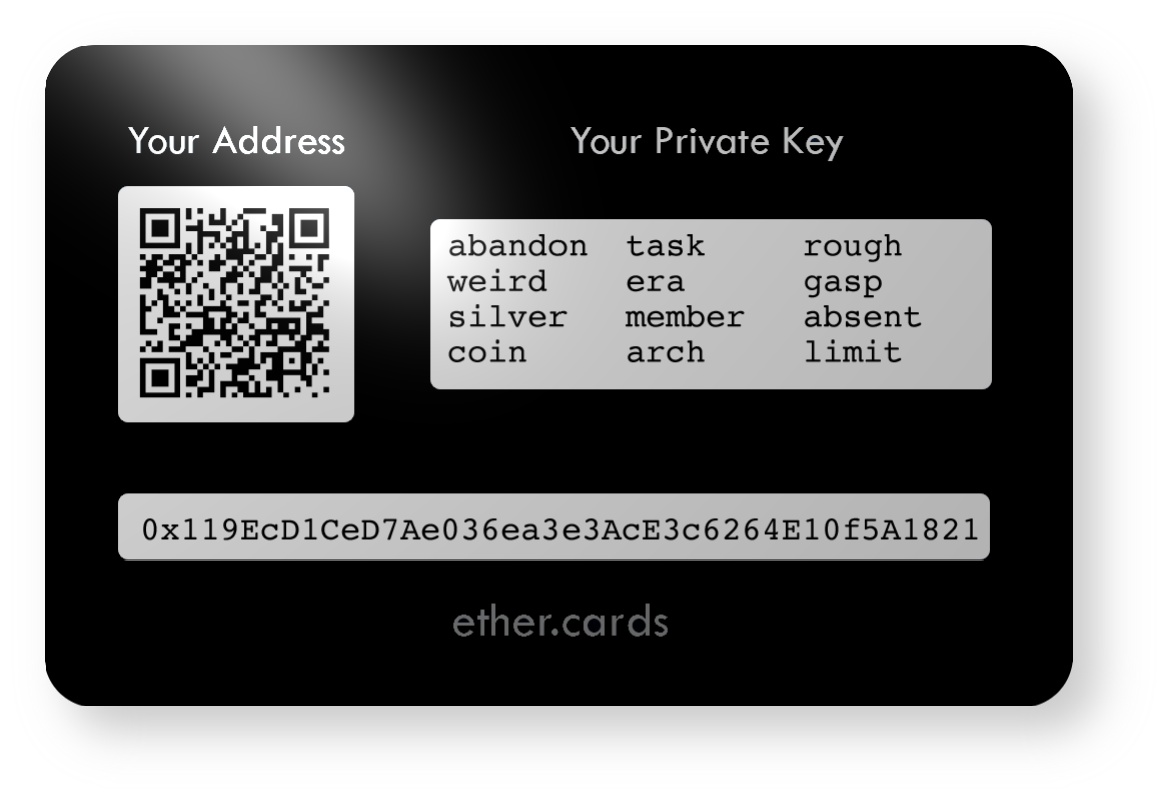 Your Address
Your Private Key
abandon task rough
weird era gasp
silver member absent
coin arch limit
0x119EcD1CeD7Ae036ea3e3AcE3c6264E10f5A1821
ether.cards